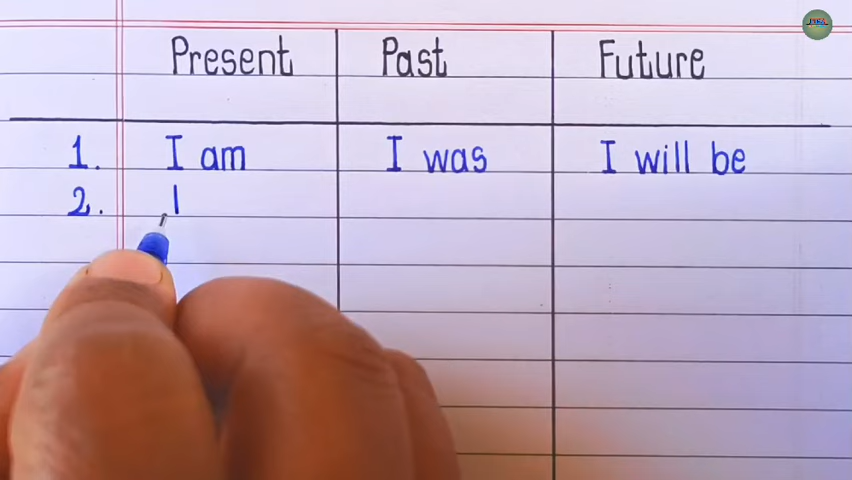 Present Past Future
1. I am I was I will be
2. I